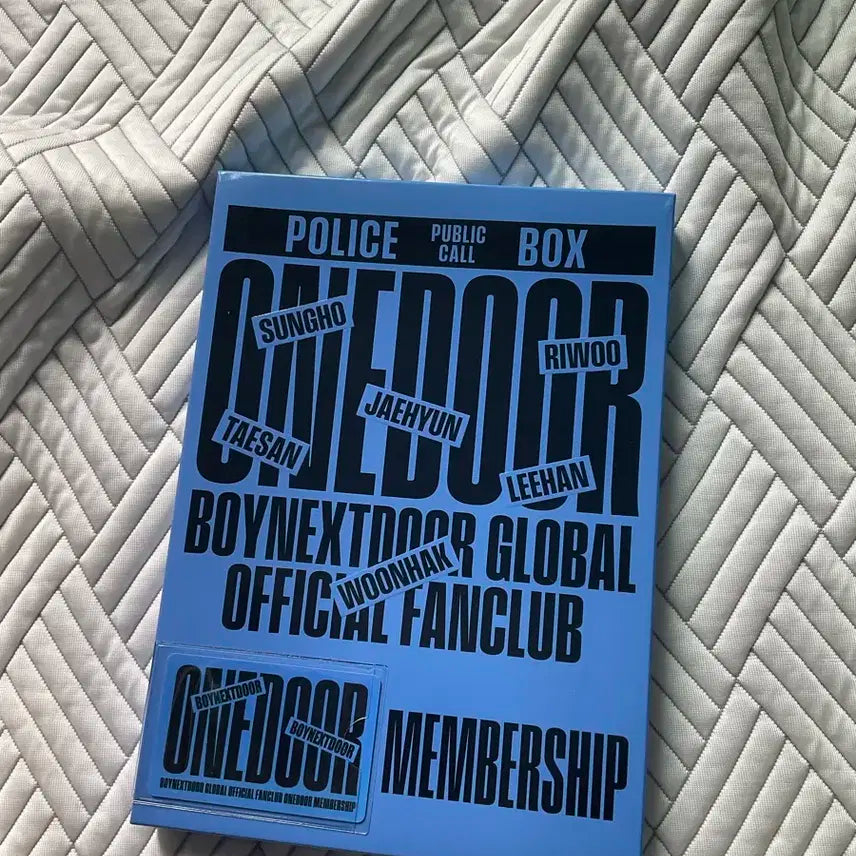 POLICE PUBLIC CALL BOX
ONEDOOR
SUNGHO
RIWOO
JAEHYUN
TAESAN
LEEHAN
BOYNEXTDOOR GLOBAL
WOONHAK
OFFICIAL FANCLUB
ONEDOOR
BOYNEXTDOOR
BOYNEXTDOOR
BOYNEXTDOOR GLOBAL OFFICIAL FANCLUB ONEDOOR MEMBERSHIP
MEMBERSHIP